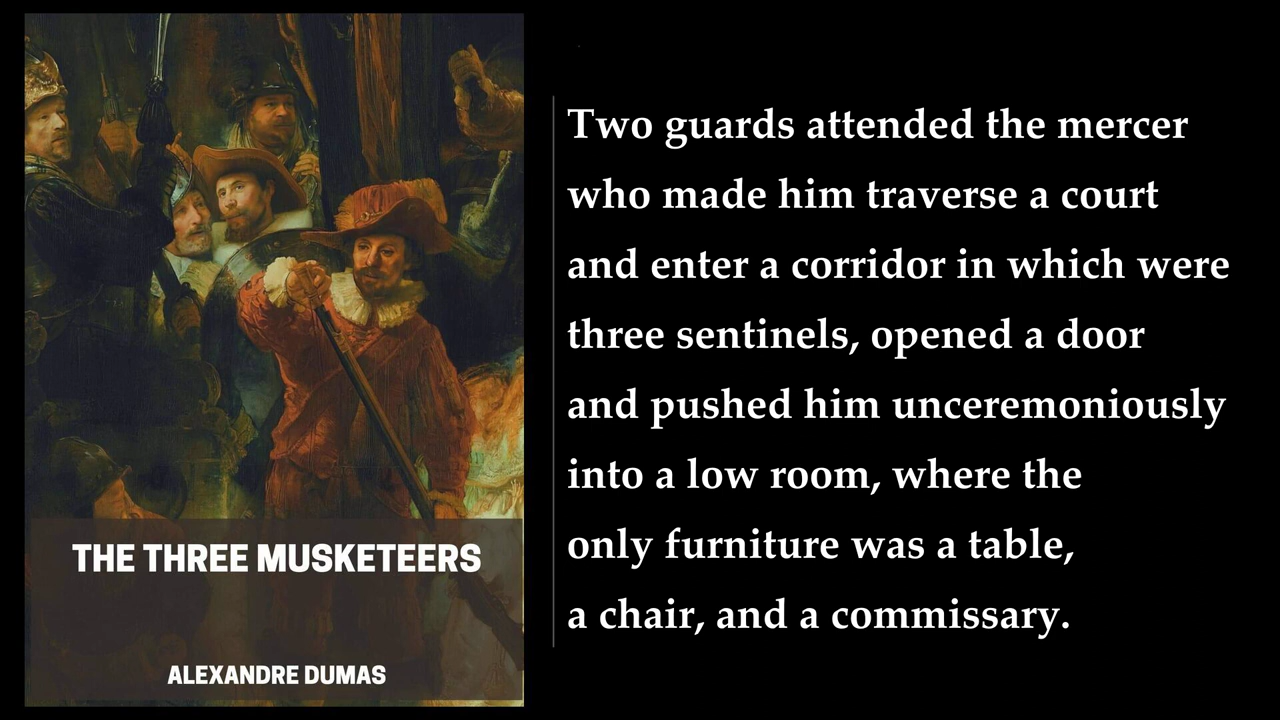 THE THREE MUSKETEERS
ALEXANDRE DUMAS
Two guards attended the mercer
who made him traverse a court
and enter a corridor in which were
three sentinels, opened a door
and pushed him unceremoniously
into a low room, where the
only furniture was a table,
a chair, and a commissary.